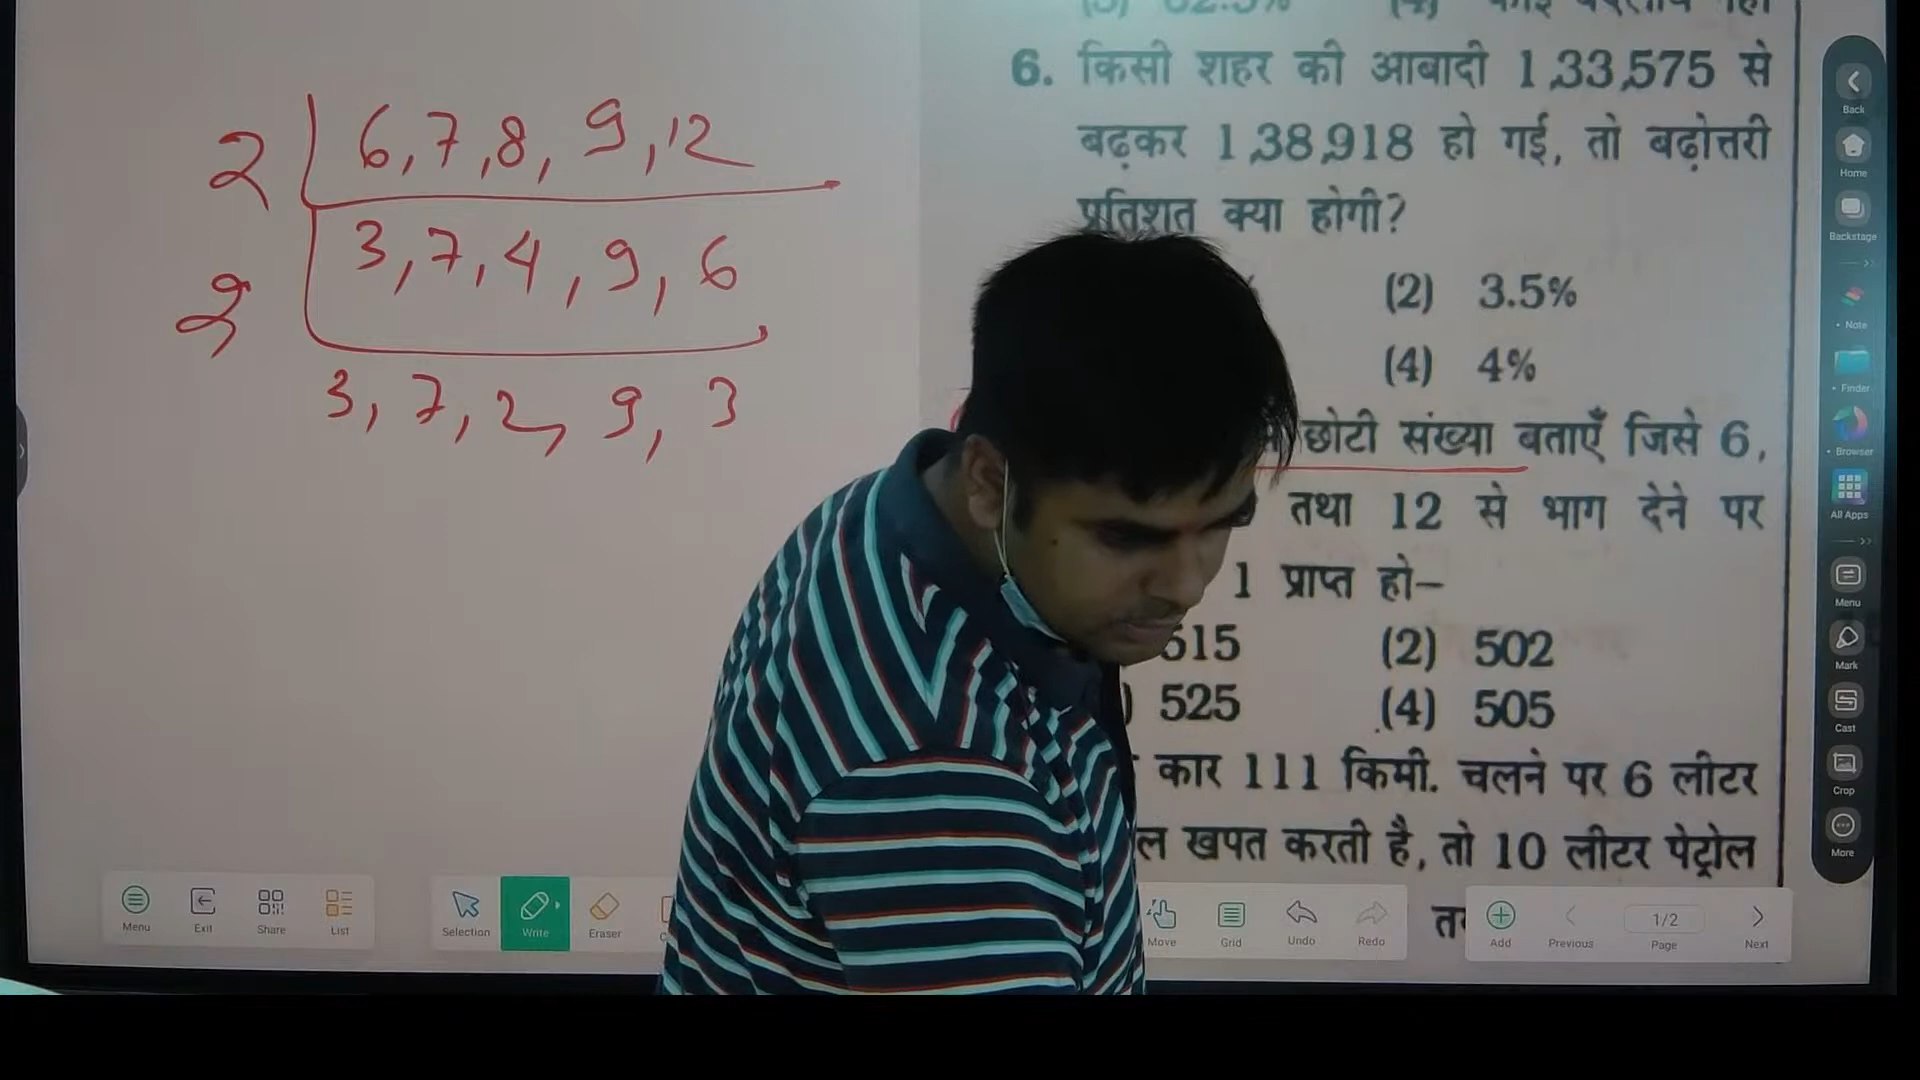 2 6, 7, 8, 9, 12
2 3, 7, 4, 9, 6
3, 7, 2, 9, 3
6. किसी शहर की आबादी 1,33,575 से
बढ़कर 1,38,918 हो गई, तो बढ़ोत्तरी
प्रतिशत क्या होगी?
(2) 3.5%
(4) 4%
छोटी संख्या बताएँ जिसे 6,
तथा 12 से भाग देने पर
1 प्राप्त हो–
515 (2) 502
525 (4) 505
कार 111 किमी. चलने पर 6 लीटर
खपत करती है, तो 10 लीटर पेट्रोल
Back
Home
Backstage
Note
Finder
Browser
All Apps
Menu
Mark
Cast
Crop
More
Menu Exit Share List Selection Write Eraser Move Grid Undo Redo Add Previous 1/2 Page Next